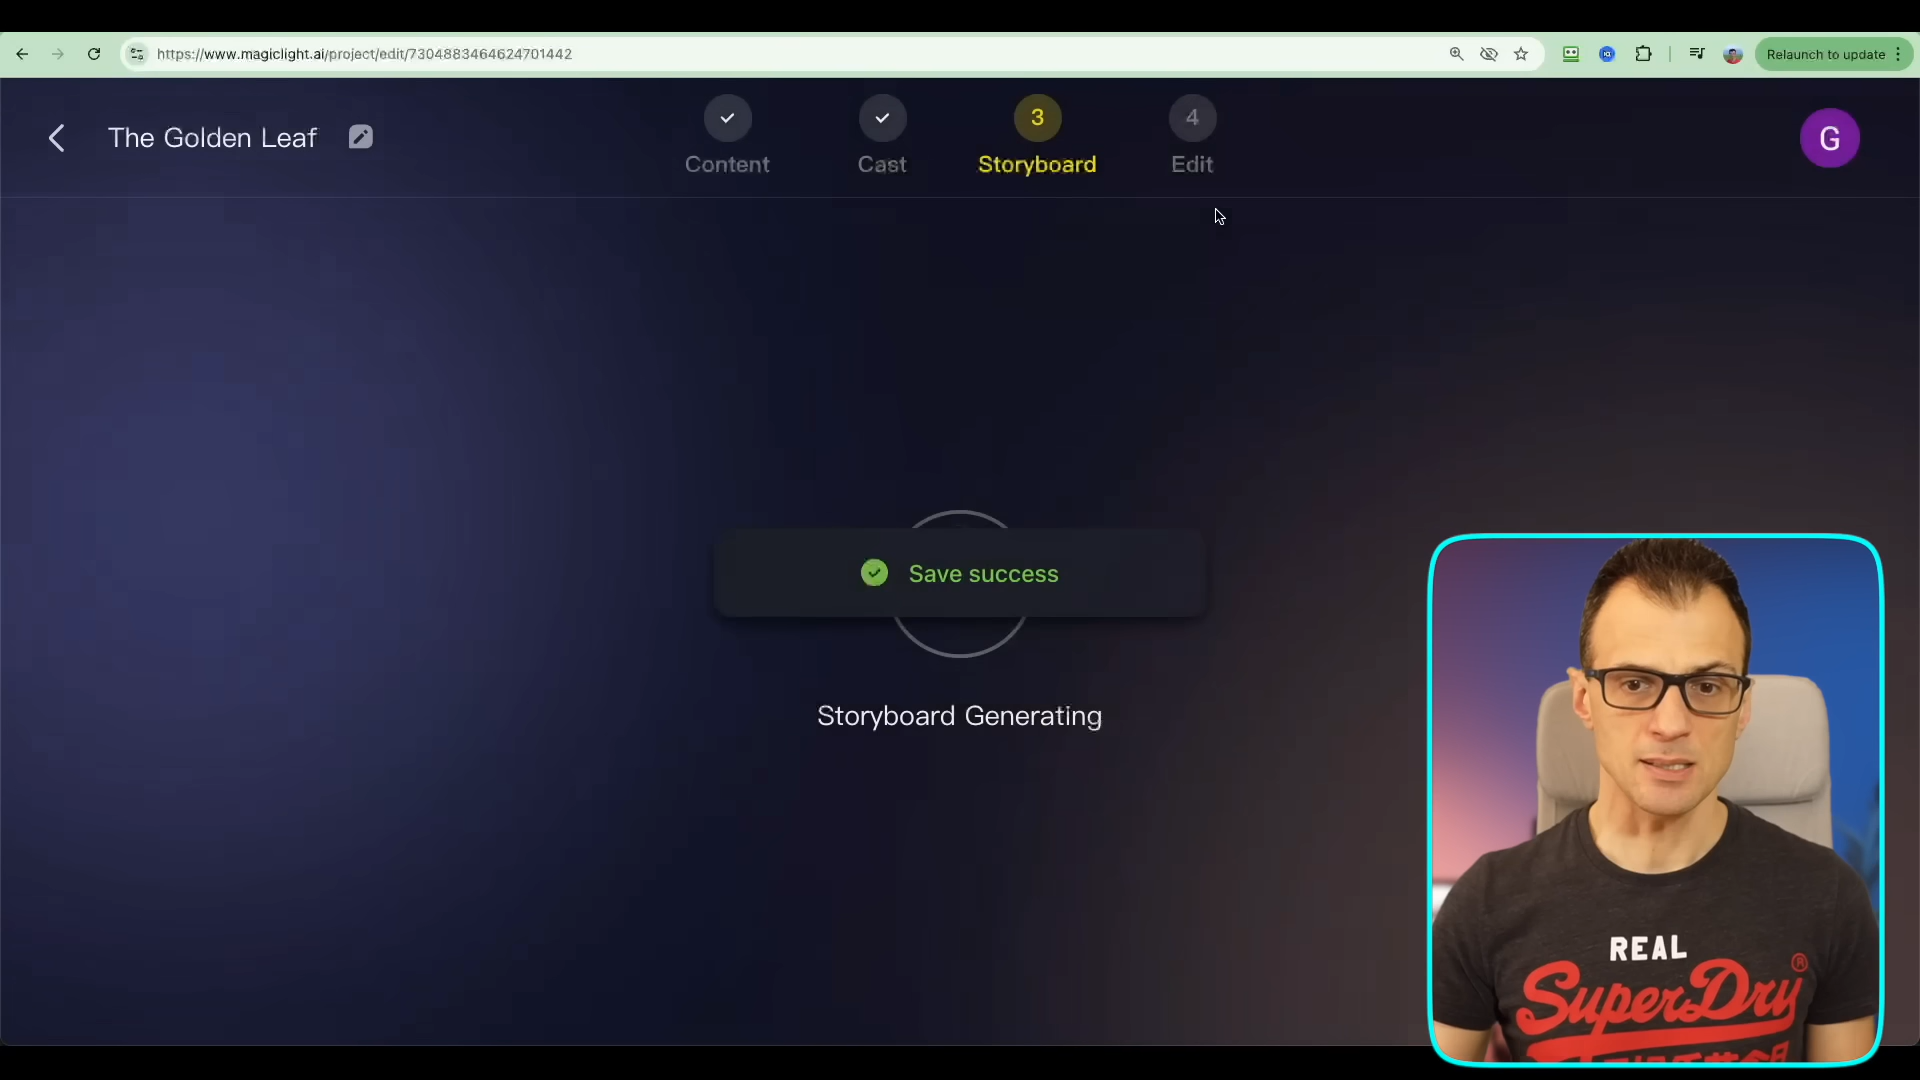 https://www.magiclight.ai/project/edit/7304883464624701442
Relaunch to update
The Golden Leaf
Content
Cast
3
Storyboard
4
Edit
G
Save success
Storyboard Generating
REAL
SuperDry®